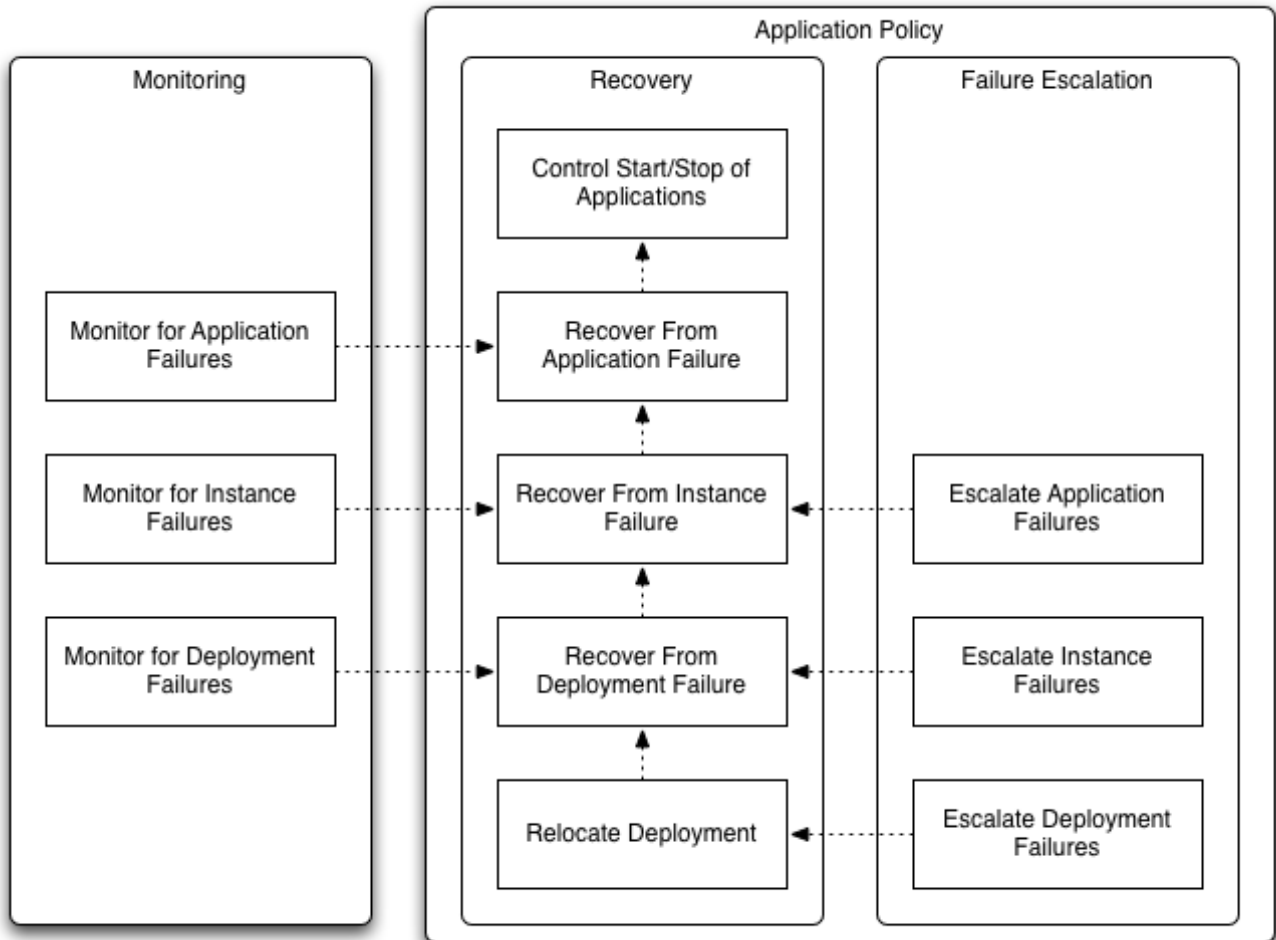 Application Policy
Monitoring
Recovery
Failure Escalation
Control Start/Stop of
Applications
Monitor for Application
Failures
Recover From
Application Failure
Monitor for Instance
Failures
Recover From Instance
Failure
Escalate Application
Failures
Monitor for Deployment
Failures
Recover From
Deployment Failure
Escalate Instance
Failures
Relocate Deployment
Escalate Deployment
Failures